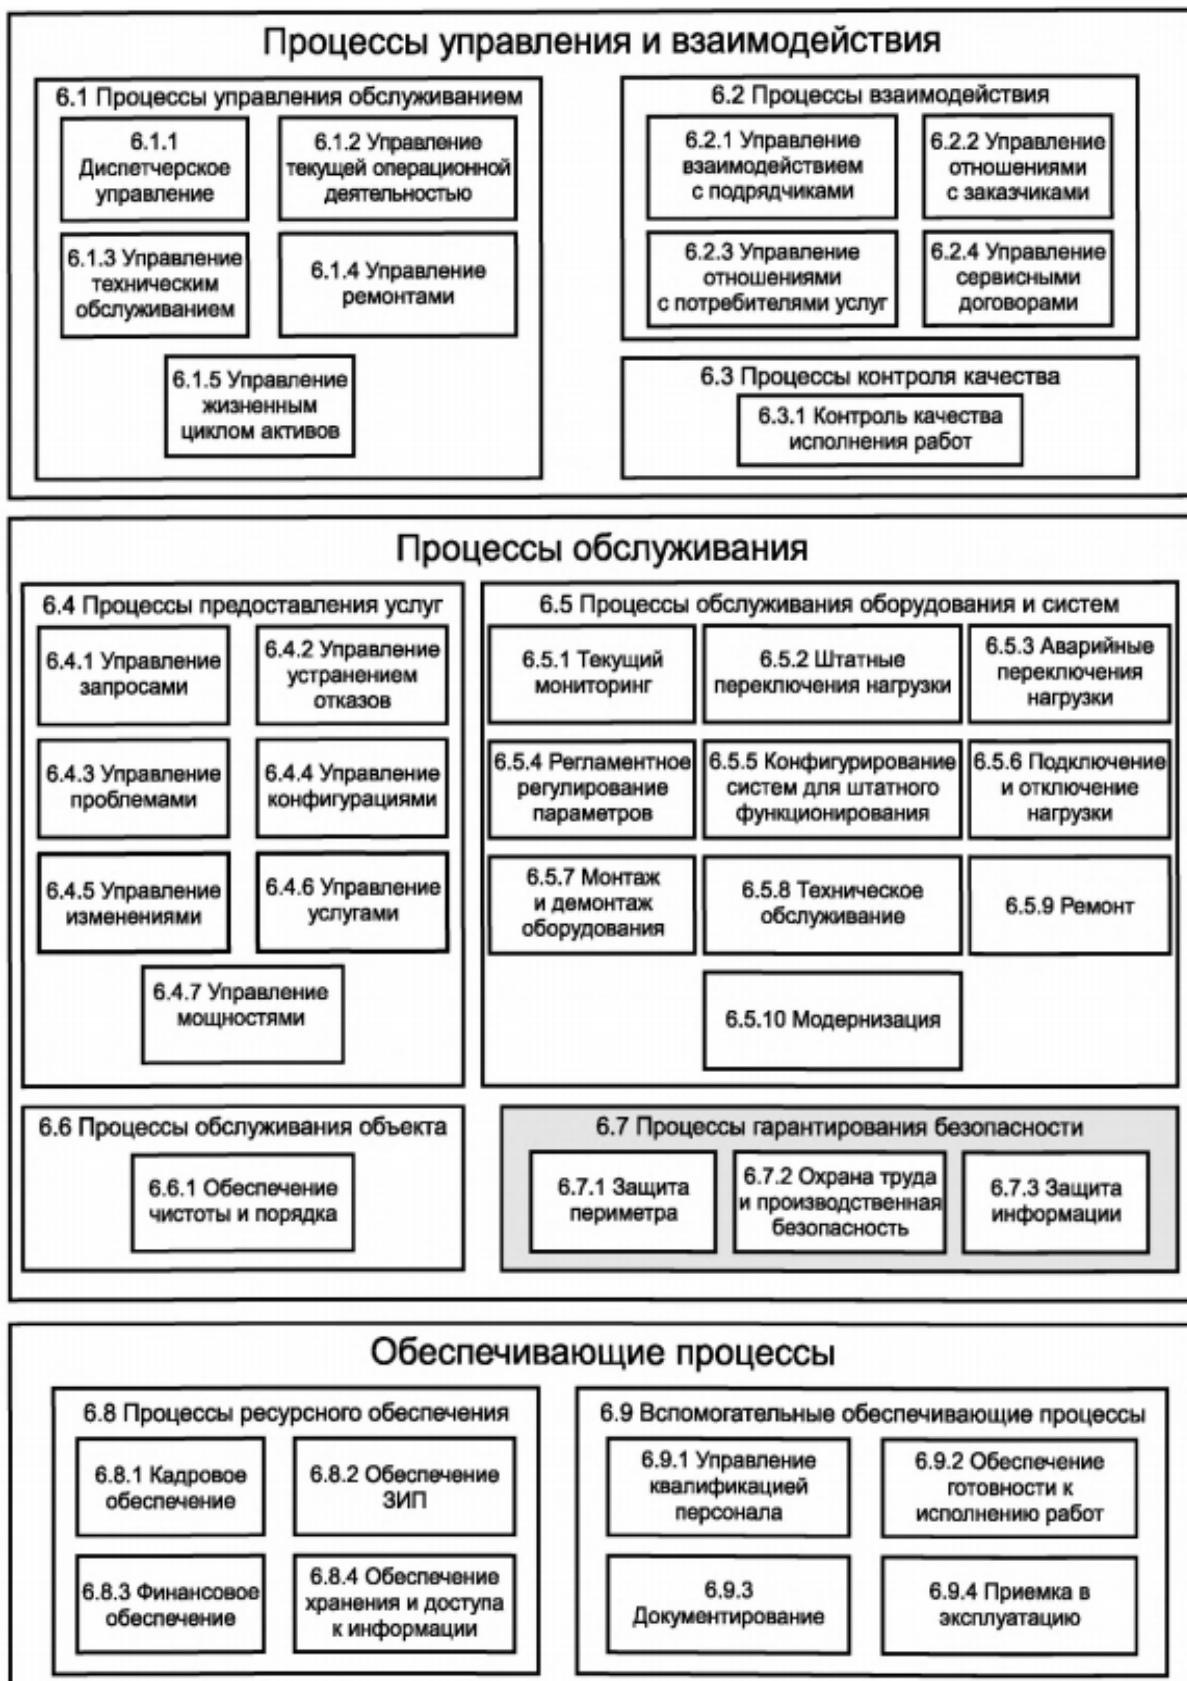 Процессы управления и взаимодействия
6.1 Процессы управления обслуживанием
6.1.1
Диспетчерское
управление
6.1.2 Управление
текущей операционной
деятельностью
6.1.3 Управление
техническим
обслуживанием
6.1.4 Управление
ремонтами
6.1.5 Управление
жизненным
циклом активов
6.2 Процессы взаимодействия
6.2.1 Управление
взаимодействием
с подрядчиками
6.2.2 Управление
отношениями
с заказчиками
6.2.3 Управление
отношениями
с потребителями услуг
6.2.4 Управление
сервисными
договорами
6.3 Процессы контроля качества
6.3.1 Контроль качества
исполнения работ
Процессы обслуживания
6.4 Процессы предоставления услуг
6.4.1 Управление
запросами
6.4.2 Управление
устранением
отказов
6.4.3 Управление
проблемами
6.4.4 Управление
конфигурациями
6.4.5 Управление
изменениями
6.4.6 Управление
услугами
6.4.7 Управление
мощностями
6.5 Процессы обслуживания оборудования и систем
6.5.1 Текущий
мониторинг
6.5.2 Штатные
переключения нагрузки
6.5.3 Аварийные
переключения
нагрузки
6.5.4 Регламентное
регулирование
параметров
6.5.5 Конфигурирование
систем для штатного
функционирования
6.5.6 Подключение
и отключение
нагрузки
6.5.7 Монтаж
и демонтаж
оборудования
6.5.8 Техническое
обслуживание
6.5.9 Ремонт
6.5.10 Модернизация
6.6 Процессы обслуживания объекта
6.6.1 Обеспечение
чистоты и порядка
6.7 Процессы гарантирования безопасности
6.7.1 Защита
периметра
6.7.2 Охрана труда
и производственная
безопасность
6.7.3 Защита
информации
Обеспечивающие процессы
6.8 Процессы ресурсного обеспечения
6.8.1 Кадровое
обеспечение
6.8.2 Обеспечение
ЗИП
6.8.3 Финансовое
обеспечение
6.8.4 Обеспечение
хранения и доступа
к информации
6.9 Вспомогательные обеспечивающие процессы
6.9.1 Управление
квалификацией
персонала
6.9.2 Обеспечение
готовности к
исполнению работ
6.9.3
Документирование
6.9.4 Приемка в
эксплуатацию